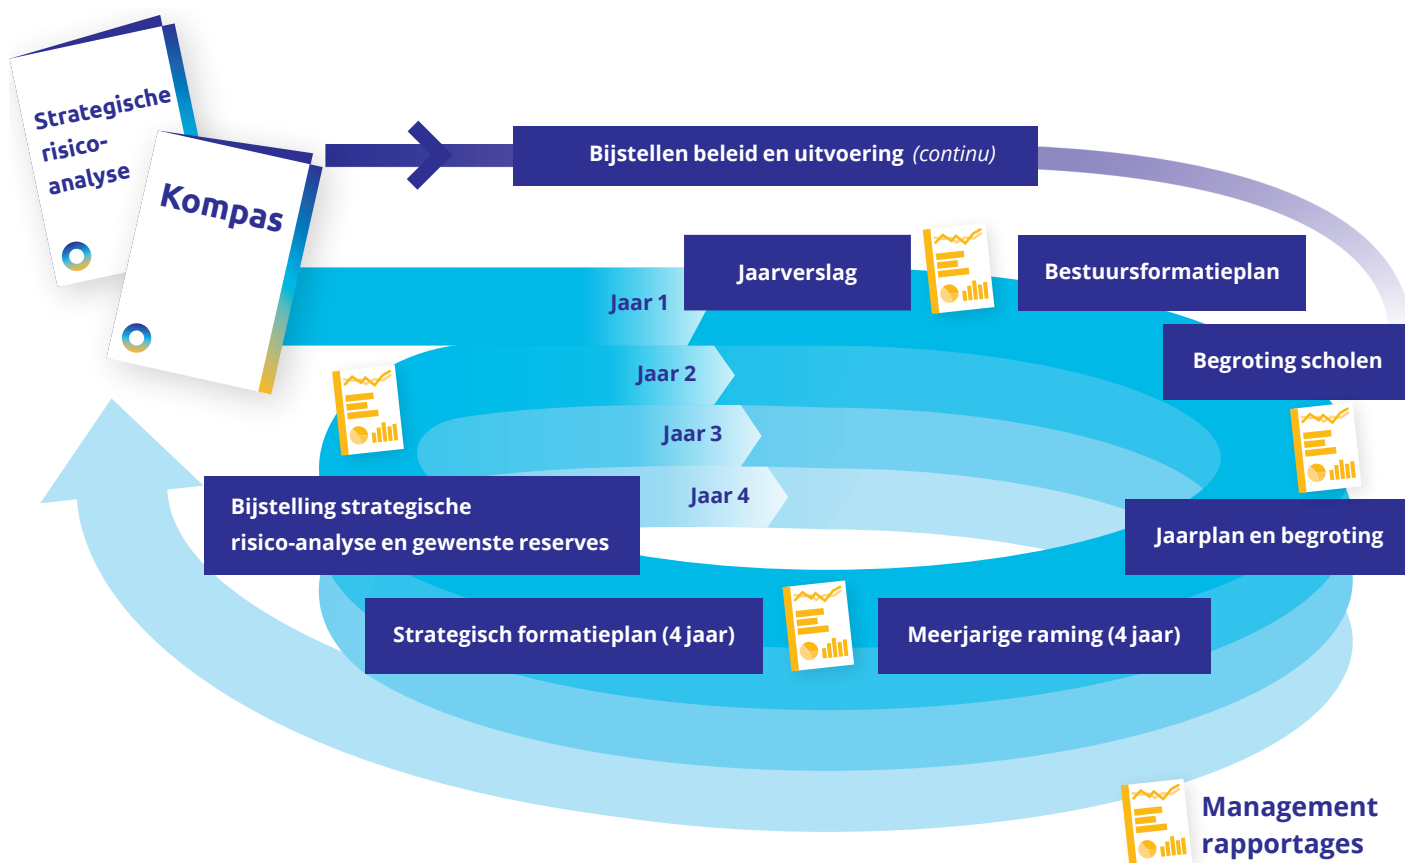 Strategische
risico-
analyse
Kompas
Bijstellen beleid en uitvoering (continu)
Jaarverslag
Bestuursformatieplan
Jaar 1
Begroting scholen
Jaar 2
Jaar 3
Jaar 4
Bijstelling strategische
risico-analyse en gewenste reserves
Jaarplan en begroting
Strategisch formatieplan (4 jaar)
Meerjarige raming (4 jaar)
Management
rapportages